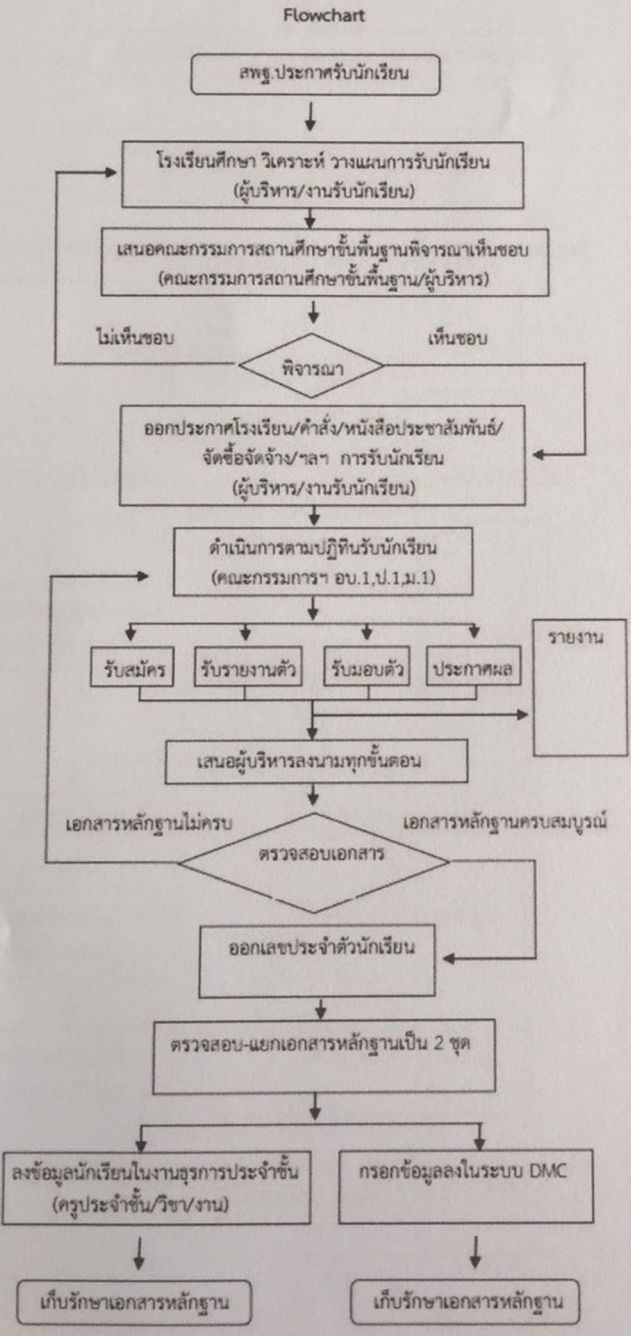 Flowchart
สพฐ.ประกาศรับนักเรียน
โรงเรียนศึกษา วิเคราะห์ วางแผนการรับนักเรียน
(ผู้บริหาร/งานรับนักเรียน)
เสนอคณะกรรมการสถานศึกษาขั้นพื้นฐานพิจารณาเห็นชอบ
(คณะกรรมการสถานศึกษาขั้นพื้นฐาน/ผู้บริหาร)
ไม่เห็นชอบ
เห็นชอบ
พิจารณา
ออกประกาศโรงเรียน/คำสั่ง/หนังสือประชาสัมพันธ์/
จัดซื้อจัดจ้าง/ฯลฯ การรับนักเรียน
(ผู้บริหาร/งานรับนักเรียน)
ดำเนินการตามปฏิทินรับนักเรียน
(คณะกรรมการฯ อบ.1,ป.1,ม.1)
รายงาน
รับสมัคร
รับรายงานตัว
รับมอบตัว
ประกาศผล
เสนอผู้บริหารลงนามทุกขั้นตอน
เอกสารหลักฐานไม่ครบ
เอกสารหลักฐานครบสมบูรณ์
ตรวจสอบเอกสาร
ออกเลขประจำตัวนักเรียน
ตรวจสอบ-แยกเอกสารหลักฐานเป็น 2 ชุด
ลงข้อมูลนักเรียนในงานธุรการประจำชั้น
(ครูประจำชั้น/วิชา/งาน)
กรอกข้อมูลลงในระบบ DMC
เก็บรักษาเอกสารหลักฐาน
เก็บรักษาเอกสารหลักฐาน